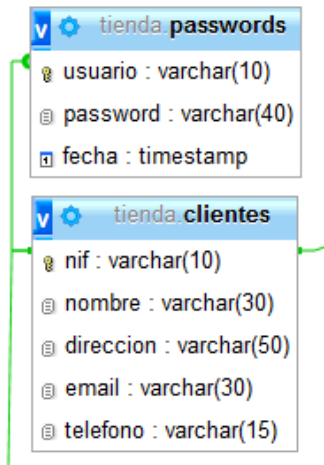 v tienda.passwords
usuario : varchar(10)
password : varchar(40)
fecha : timestamp
v tienda.clientes
nif : varchar(10)
nombre : varchar(30)
direccion : varchar(50)
email : varchar(30)
telefono : varchar(15)